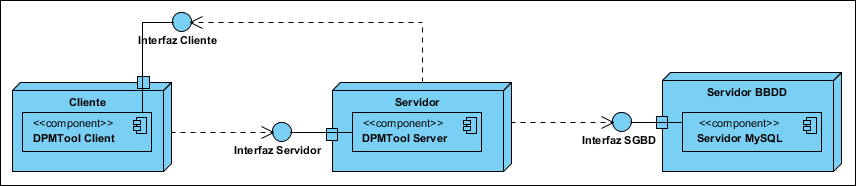 Interfaz Cliente
Cliente
<<component>>
DPMTool Client
Interfaz Servidor
Servidor
<<component>>
DPMTool Server
Interfaz SGBD
Servidor BBDD
<<component>>
Servidor MySQL